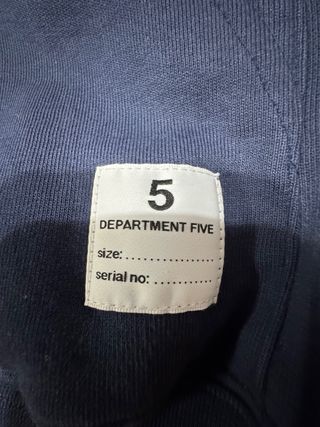 5
DEPARTMENT FIVE
size:......................
serial no:...............